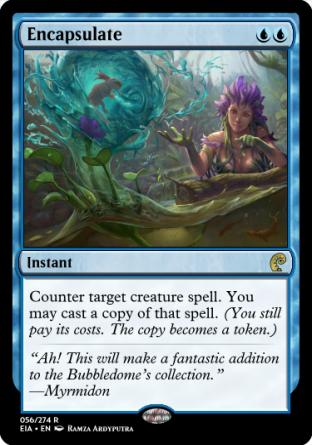 Encapsulate
Instant
Counter target creature spell. You
may cast a copy of that spell. (You still
pay its costs. The copy becomes a token.)
“Ah! This will make a fantastic addition
to the Bubbledome’s collection.”
—Myrmidon
056/274 R
EIA • EN Ramza Ardyputra